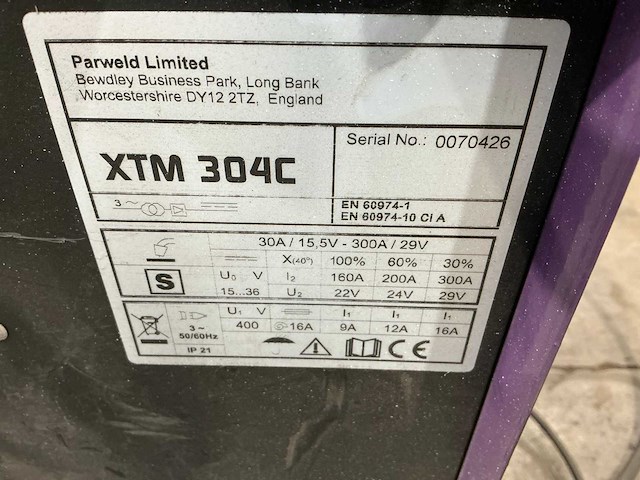 Parweld Limited
Bewdley Business Park, Long Bank
Worcestershire DY12 2TZ, England
XTM 304C
Serial No.: 0070426
3~
EN 60974-1
EN 60974-10 Cl A
30A / 15,5V - 300A / 29V
X(40°) 100% 60% 30%
S U₀ V I₂ 160A 200A 300A
15...36 U₂ 22V 24V 29V
U₁ V I₁ I₁ I₁
3~ 400 16A 9A 12A 16A
50/60Hz
IP 21
CE